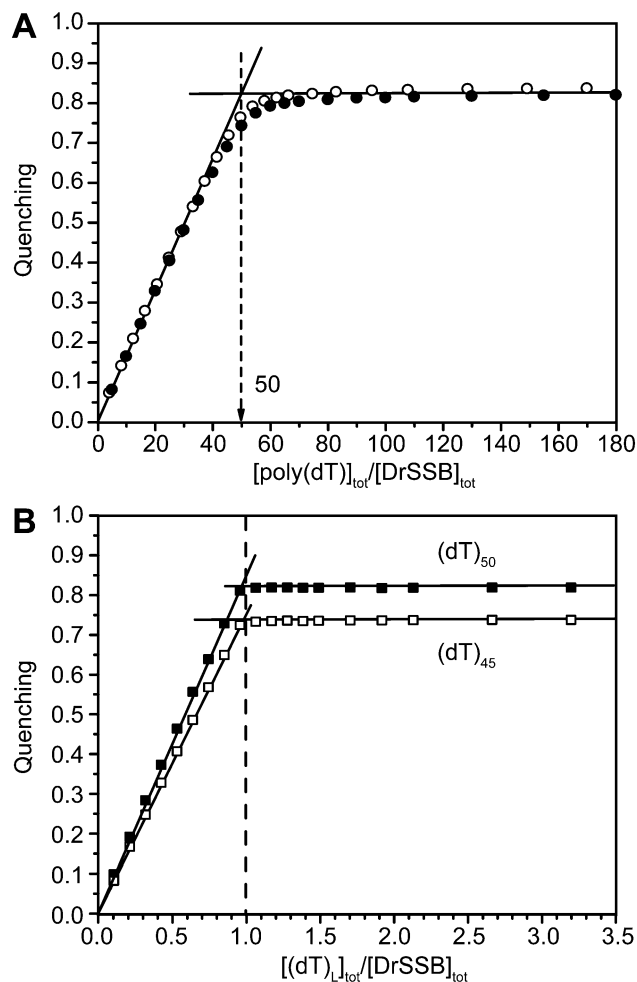 A
1.0
0.9
0.8
0.7
0.6
0.5
0.4
0.3
0.2
0.1
0.0
Quenching
50
0 20 40 60 80 100 120 140 160 180
[poly(dT)]tot/[DrSSB]tot
B
1.0
0.9
0.8
0.7
0.6
0.5
0.4
0.3
0.2
0.1
0.0
Quenching
(dT)50
(dT)45
0.0 0.5 1.0 1.5 2.0 2.5 3.0 3.5
[(dT)L]tot/[DrSSB]tot